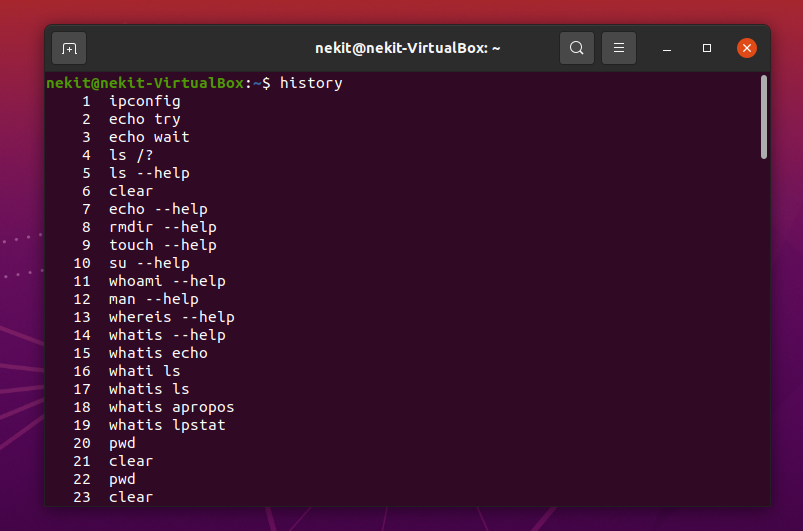 nekit@nekit-VirtualBox: ~
nekit@nekit-VirtualBox:~$ history
1 ipconfig
2 echo try
3 echo wait
4 ls /?
5 ls --help
6 clear
7 echo --help
8 rmdir --help
9 touch --help
10 su --help
11 whoami --help
12 man --help
13 whereis --help
14 whatis --help
15 whatis echo
16 whati ls
17 whatis ls
18 whatis apropos
19 whatis lpstat
20 pwd
21 clear
22 pwd
23 clear